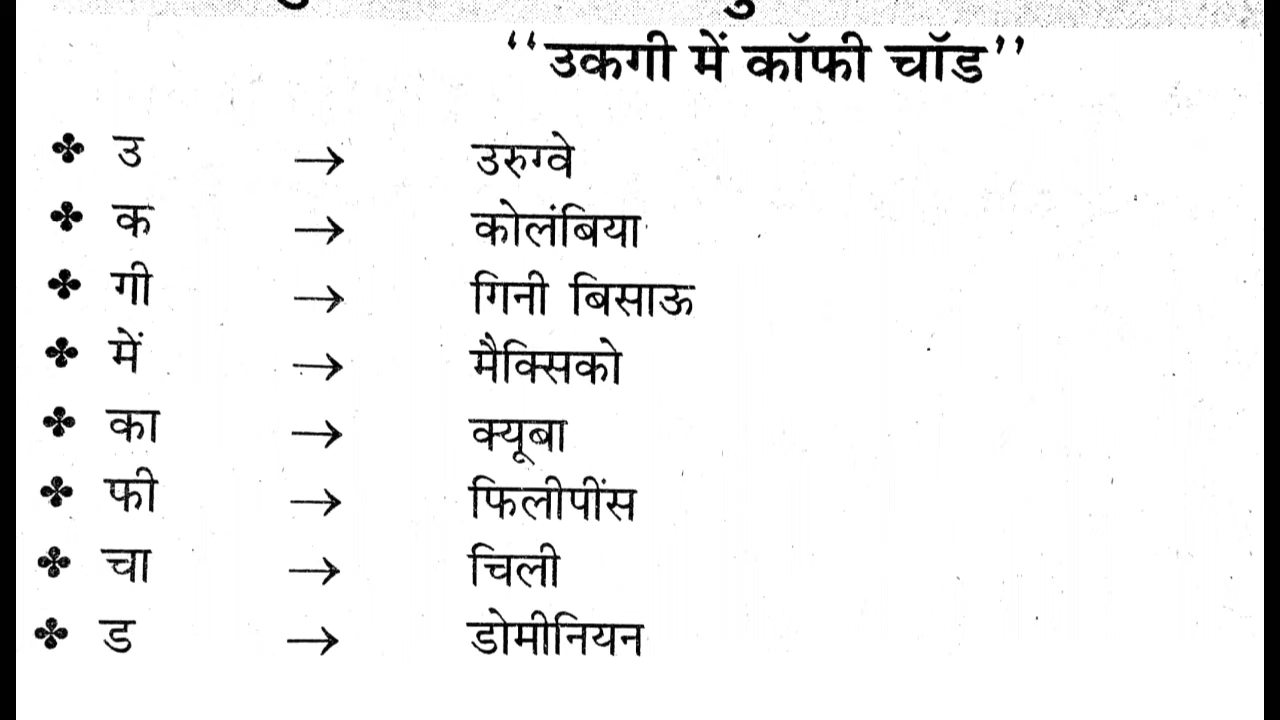 “उकगी में कॉफी चॉड”
❖ उ → उरुग्वे
❖ क → कोलंबिया
❖ गी → गिनी बिसाऊ
❖ में → मैक्सिको
❖ का → क्यूबा
❖ फी → फिलीपींस
❖ चा → चिली
❖ ड → डोमीनियन